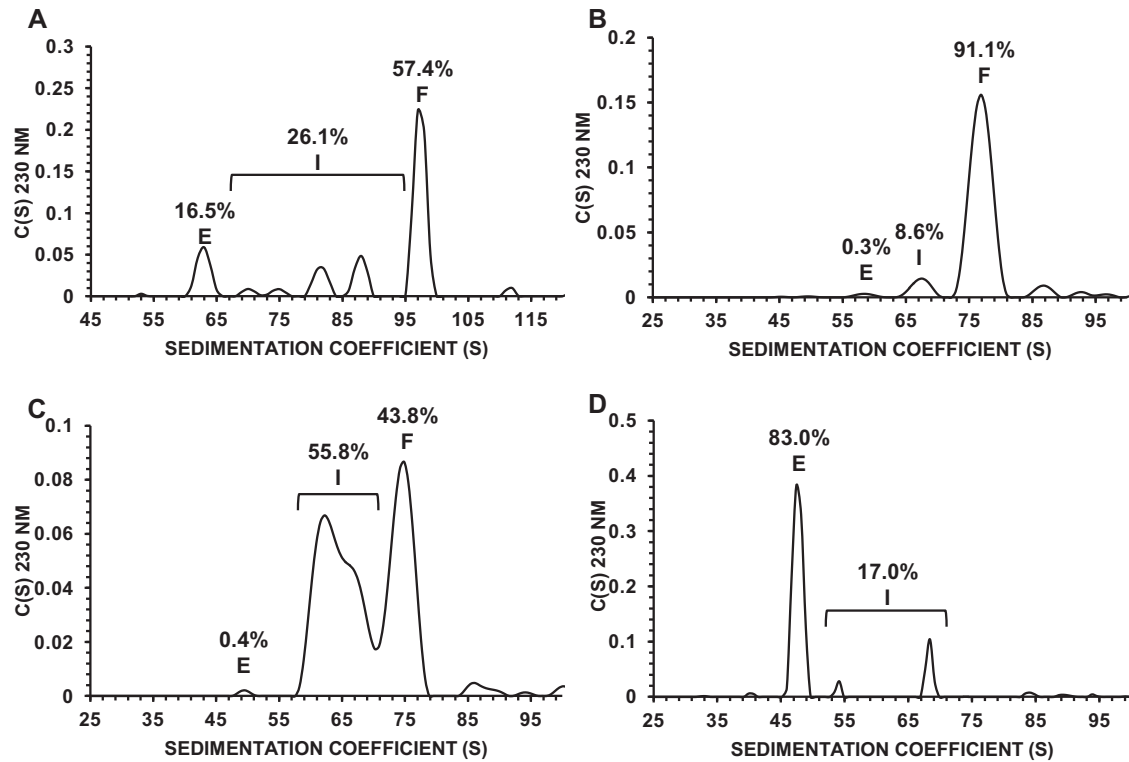 A
C(S) 230 NM
0.3
0.25
0.2
0.15
0.1
0.05
0
57.4%
F
26.1%
I
16.5%
E
45 55 65 75 85 95 105 115
SEDIMENTATION COEFFICIENT (S)
B
C(S) 230 NM
0.2
0.15
0.1
0.05
0
91.1%
F
8.6%
I
0.3%
E
25 35 45 55 65 75 85 95
SEDIMENTATION COEFFICIENT (S)
C
C(S) 230 NM
0.1
0.08
0.06
0.04
0.02
0
43.8%
F
55.8%
I
0.4%
E
25 35 45 55 65 75 85 95
SEDIMENTATION COEFFICIENT (S)
D
C(S) 230 NM
0.5
0.4
0.3
0.2
0.1
0
83.0%
E
17.0%
I
25 35 45 55 65 75 85 95
SEDIMENTATION COEFFICIENT (S)